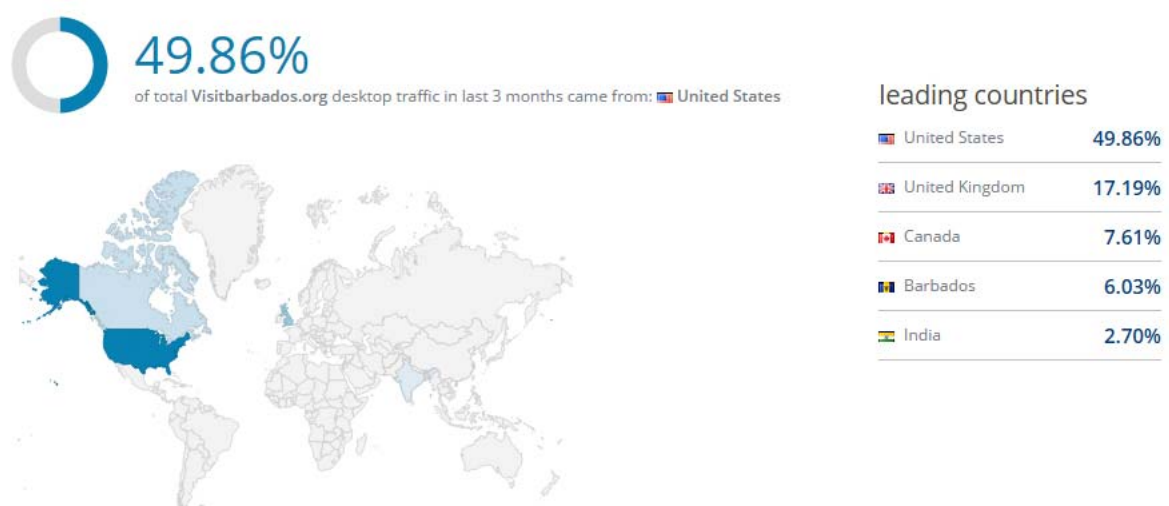 49.86%
of total Visitbarbados.org desktop traffic in last 3 months came from: United States
leading countries
United States 49.86%
United Kingdom 17.19%
Canada 7.61%
Barbados 6.03%
India 2.70%